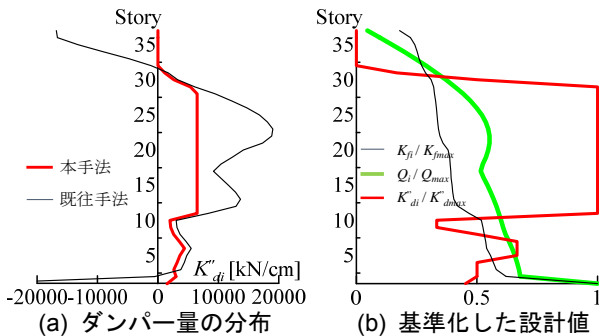 Story
35
30
25
20
15
10
5
本手法
既往手法
K''di [kN/cm]
-20000
-10000
0
10000
20000
(a) ダンパー量の分布
Story
35
30
25
20
15
10
5
Kfi / Kfmax
Qi / Qmax
K''di / K''dmax
0
0.5
1
(b) 基準化した設計値